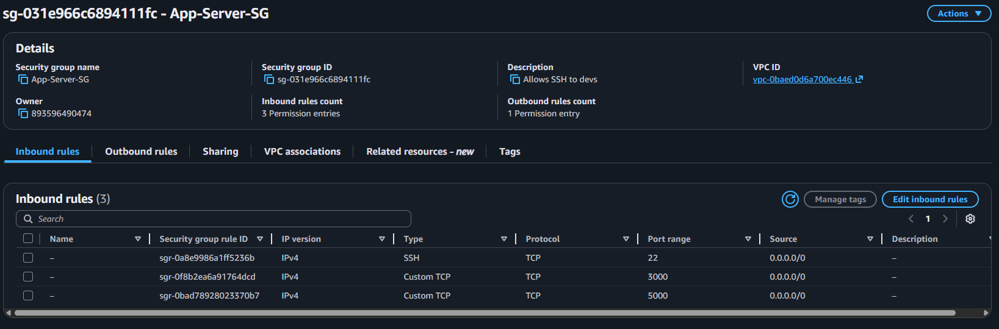 sg-031e966c6894111fc - App-Server-SG
Actions
Details
Security group name
App-Server-SG
Security group ID
sg-031e966c6894111fc
Description
Allows SSH to devs
VPC ID
vpc-0baed0d6a700ec446
Owner
893596490474
Inbound rules count
3 Permission entries
Outbound rules count
1 Permission entry
Inbound rules Outbound rules Sharing VPC associations Related resources - new Tags
Inbound rules (3)
Manage tags
Edit inbound rules
Search
1
Name Security group rule ID IP version Type Protocol Port range Source Description
– sgr-0a8e9986a1ff5236b IPv4 SSH TCP 22 0.0.0.0/0 –
– sgr-0f8b2ea6a91764dcd IPv4 Custom TCP TCP 3000 0.0.0.0/0 –
– sgr-0bad78928023370b7 IPv4 Custom TCP TCP 5000 0.0.0.0/0 –